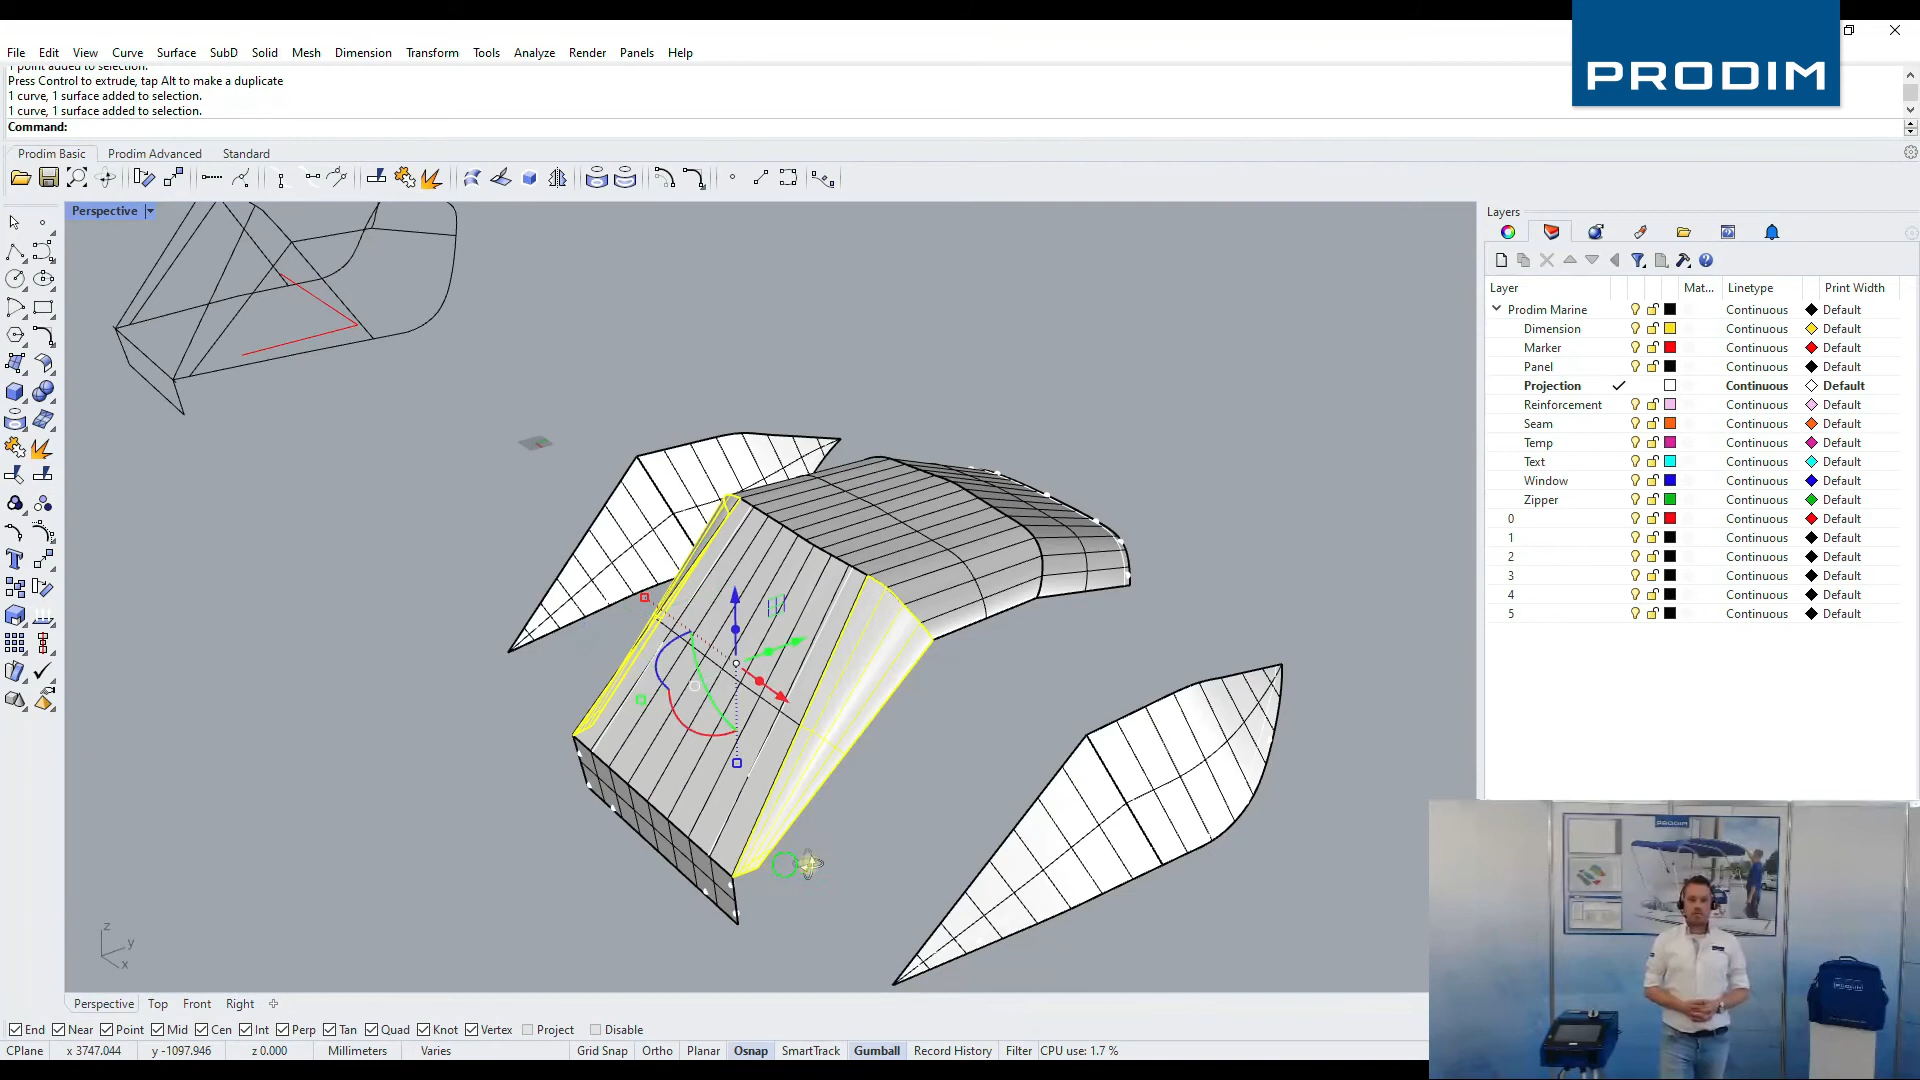 PRODIM
File Edit View Curve Surface SubD Solid Mesh Dimension Transform Tools Analyze Render Panels Help
1 point added to selection.
Press Control to extrude, tap Alt to make a duplicate
1 curve, 1 surface added to selection.
1 curve, 1 surface added to selection.
Command:
Prodim Basic Prodim Advanced Standard
Perspective
Layers
Layer Mat... Linetype Print Width
Prodim Marine Continuous Default
Dimension Continuous Default
Marker Continuous Default
Panel Continuous Default
Projection Continuous Default
Reinforcement Continuous Default
Seam Continuous Default
Temp Continuous Default
Text Continuous Default
Window Continuous Default
Zipper Continuous Default
0 Continuous Default
1 Continuous Default
2 Continuous Default
3 Continuous Default
4 Continuous Default
5 Continuous Default
z
y
x
PRODIM
PRODIM
Perspective Top Front Right
End Near Point Mid Cen Int Perp Tan Quad Knot Vertex Project Disable
CPlane x 3747.044 y -1097.946 z 0.000 Millimeters Varies Grid Snap Ortho Planar Osnap SmartTrack Gumball Record History Filter CPU use: 1.7 %